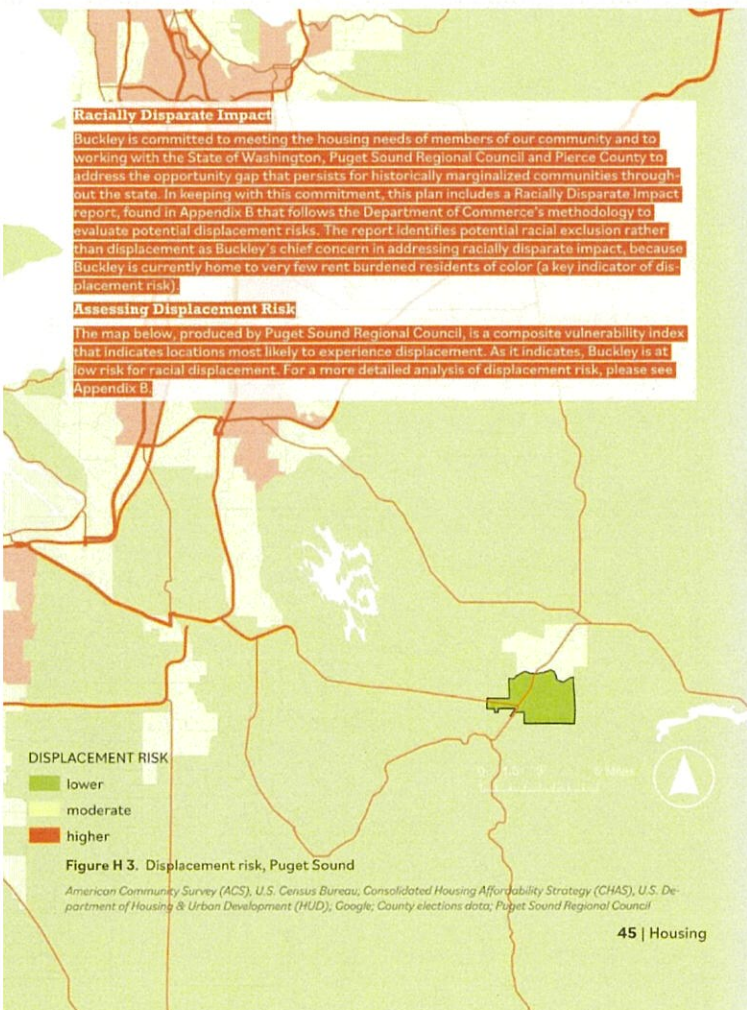 Racially Disparate Impact
Buckley is committed to meeting the housing needs of members of our community and to
working with the State of Washington, Puget Sound Regional Council and Pierce County to
address the opportunity gap that persists for historically marginalized communities through-
out the state. In keeping with this commitment, this plan includes a Racially Disparate Impact
report, found in Appendix B that follows the Department of Commerce's methodology to
evaluate potential displacement risks. The report identifies potential racial exclusion rather
than displacement as Buckley's chief concern in addressing racially disparate impact, because
Buckley is currently home to very few rent burdened residents of color (a key indicator of dis-
placement risk).
Assessing Displacement Risk
The map below, produced by Puget Sound Regional Council, is a composite vulnerability index
that indicates locations most likely to experience displacement. As it indicates, Buckley is at
low risk for racial displacement. For a more detailed analysis of displacement risk, please see
Appendix B.
0 1.5 3 6 Miles
DISPLACEMENT RISK
lower
moderate
higher
Figure H 3. Displacement risk, Puget Sound
American Community Survey (ACS), U.S. Census Bureau; Consolidated Housing Affordability Strategy (CHAS), U.S. De-
partment of Housing & Urban Development (HUD); Google; County elections data; Puget Sound Regional Council
45 | Housing